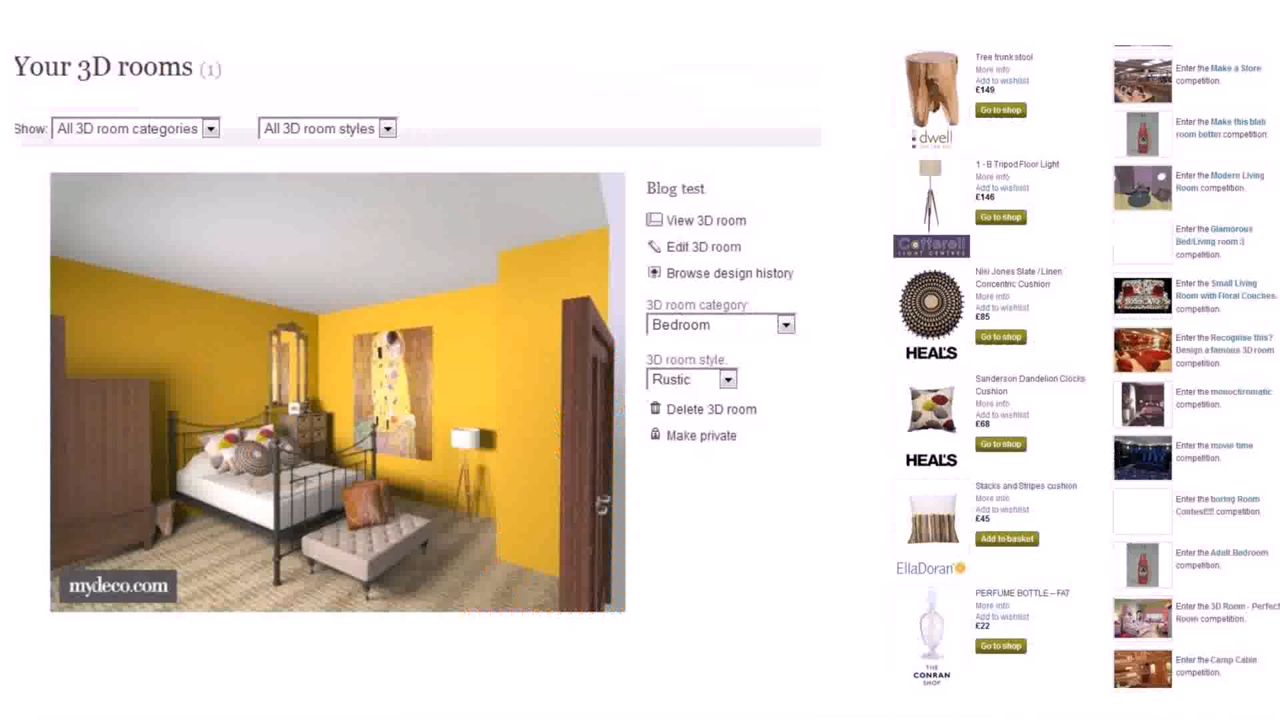 Your 3D rooms (1)
Show: All 3D room categories All 3D room styles
mydeco.com
Blog test
View 3D room
Edit 3D room
Browse design history
3D room category:
Bedroom
3D room style:
Rustic
Delete 3D room
Make private
Tree trunk stool
More info
Add to wishlist
£149
Go to shop
dwell
1 - B Tripod Floor Light
More info
Add to wishlist
£146
Go to shop
Cotterell
LIGHT CENTRES
Niki Jones Slate / Linen
Concentric Cushion
More info
Add to wishlist
£85
Go to shop
HEAL'S
Sanderson Dandelion Clocks
Cushion
More info
Add to wishlist
£68
Go to shop
HEAL'S
Stacks and Stripes cushion
More info
Add to wishlist
£45
Add to basket
EllaDoran
PERFUME BOTTLE – FAT
More info
Add to wishlist
£22
Go to shop
THE
CONRAN
SHOP
Enter the Make a Store
competition.
Enter the Make this blah
room better competition.
Enter the Modern Living
Room competition.
Enter the Glamorous
Bed/Living room :)
competition.
Enter the Small Living
Room with Floral Couches.
competition.
Enter the Recognise this?
Design a famous 3D room
competition.
Enter the monochromatic
competition.
Enter the movie time
competition.
Enter the boring Room
Contest!!!! competition.
Enter the Adult Bedroom
competition.
Enter the 3D Room - Perfect
Room competition.
Enter the Camp Cabin
competition.